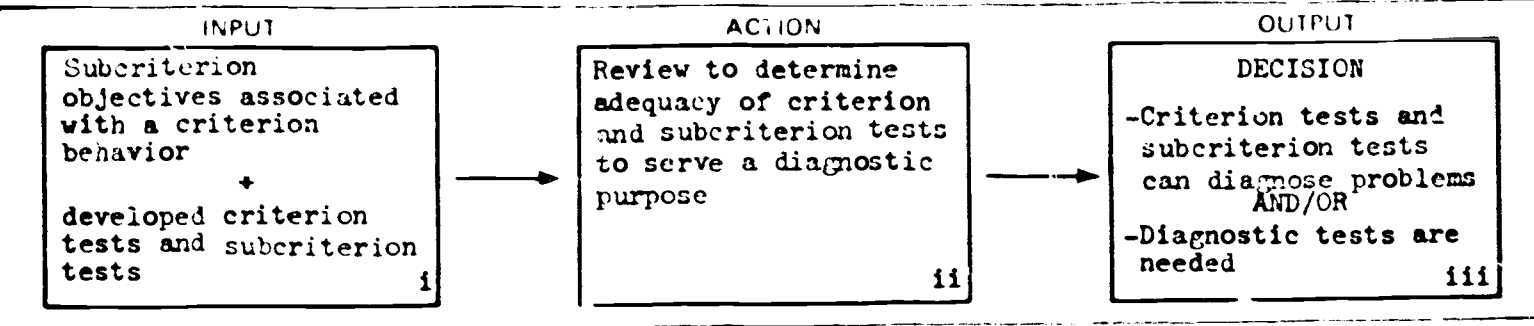 INPUT
Subcriterion
objectives associated
with a criterion
behavior
+
developed criterion
tests and subcriterion
tests
i
ACTION
Review to determine
adequacy of criterion
and subcriterion tests
to serve a diagnostic
purpose
ii
OUTPUT
DECISION
-Criterion tests and
subcriterion tests
can diagnose problems
AND/OR
-Diagnostic tests are
needed
iii